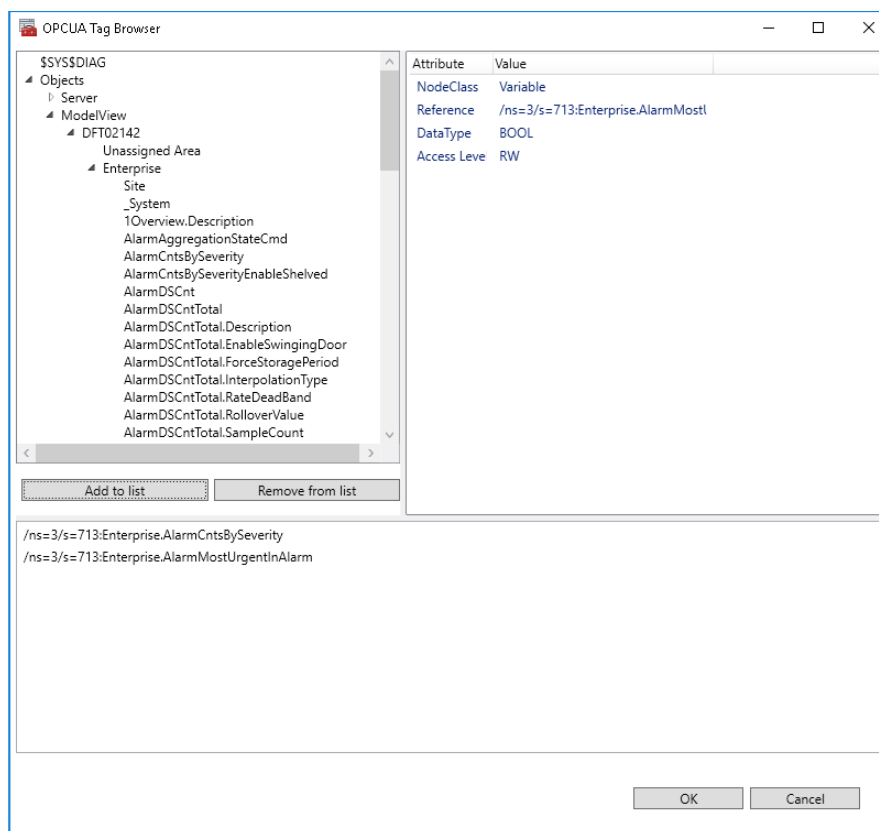 OPCUA Tag Browser
$SYS$DIAG
Objects
Server
ModelView
DFT02142
Unassigned Area
Enterprise
Site
_System
1Overview.Description
AlarmAggregationStateCmd
AlarmCntsBySeverity
AlarmCntsBySeverityEnableShelved
AlarmDSCnt
AlarmDSCntTotal
AlarmDSCntTotal.Description
AlarmDSCntTotal.EnableSwingingDoor
AlarmDSCntTotal.ForceStoragePeriod
AlarmDSCntTotal.InterpolationType
AlarmDSCntTotal.RateDeadBand
AlarmDSCntTotal.RolloverValue
AlarmDSCntTotal.SampleCount
Add to list Remove from list
Attribute Value
NodeClass Variable
Reference /ns=3/s=713:Enterprise.AlarmMostU
DataType BOOL
Access Leve RW
/ns=3/s=713:Enterprise.AlarmCntsBySeverity
/ns=3/s=713:Enterprise.AlarmMostUrgentInAlarm
OK Cancel